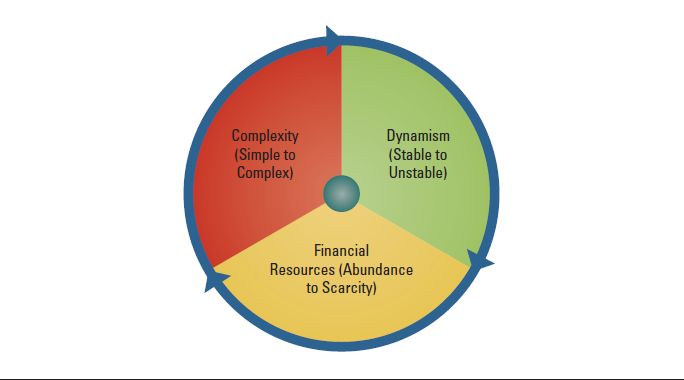 Complexity
(Simple to
Complex)
Dynamism
(Stable to
Unstable)
Financial
Resources (Abundance
to Scarcity)